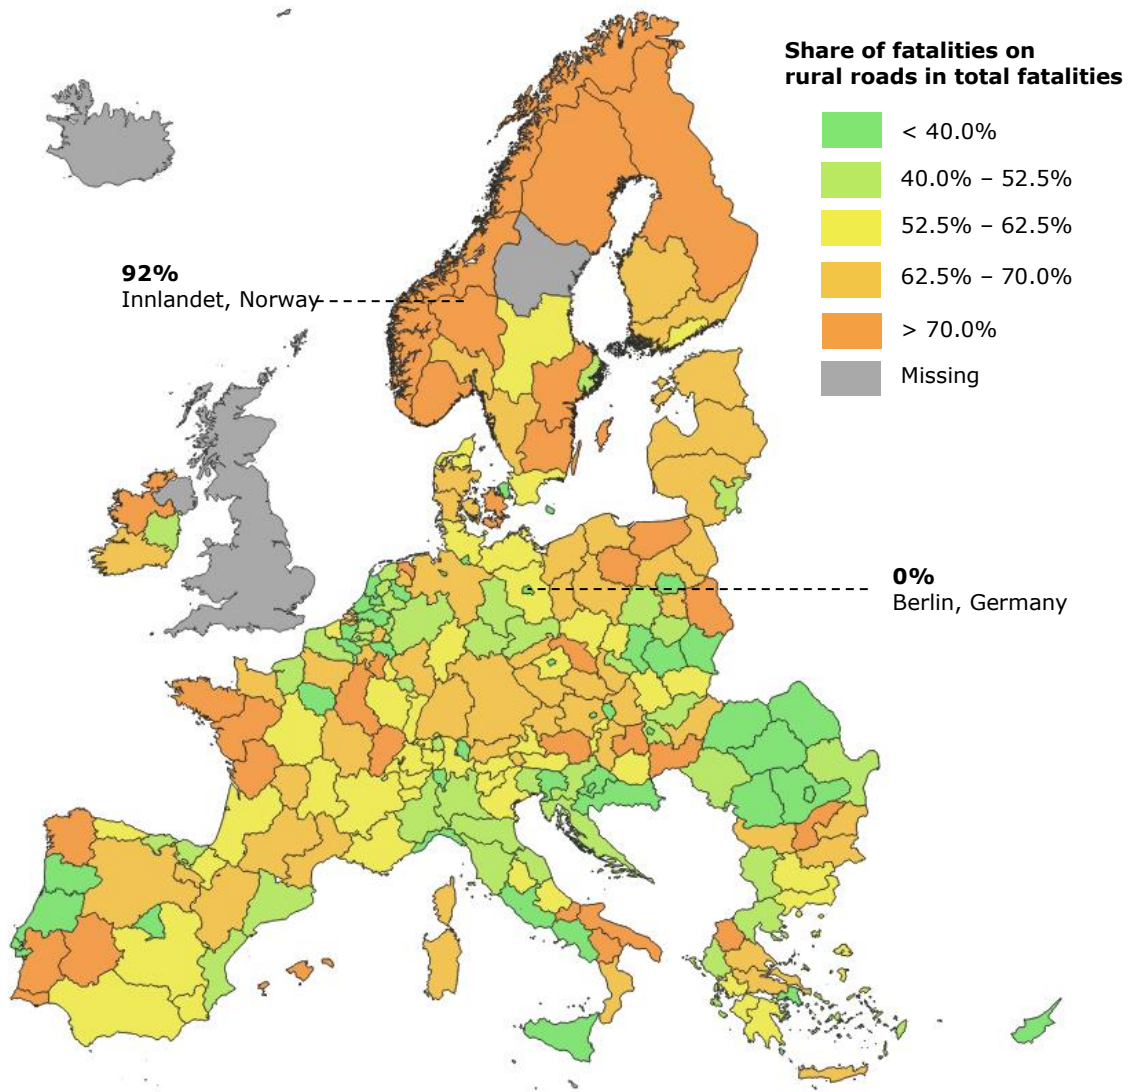 Share of fatalities on
rural roads in total fatalities
< 40.0%
40.0% – 52.5%
52.5% – 62.5%
62.5% – 70.0%
> 70.0%
Missing
92%
Innlandet, Norway
0%
Berlin, Germany